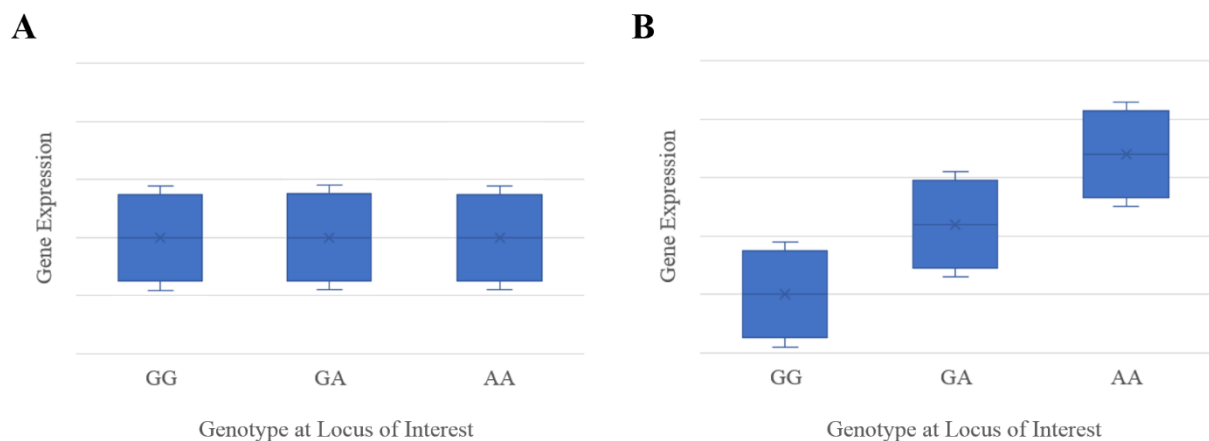 A
Gene Expression
GG GA AA
Genotype at Locus of Interest
B
Gene Expression
GG GA AA
Genotype at Locus of Interest